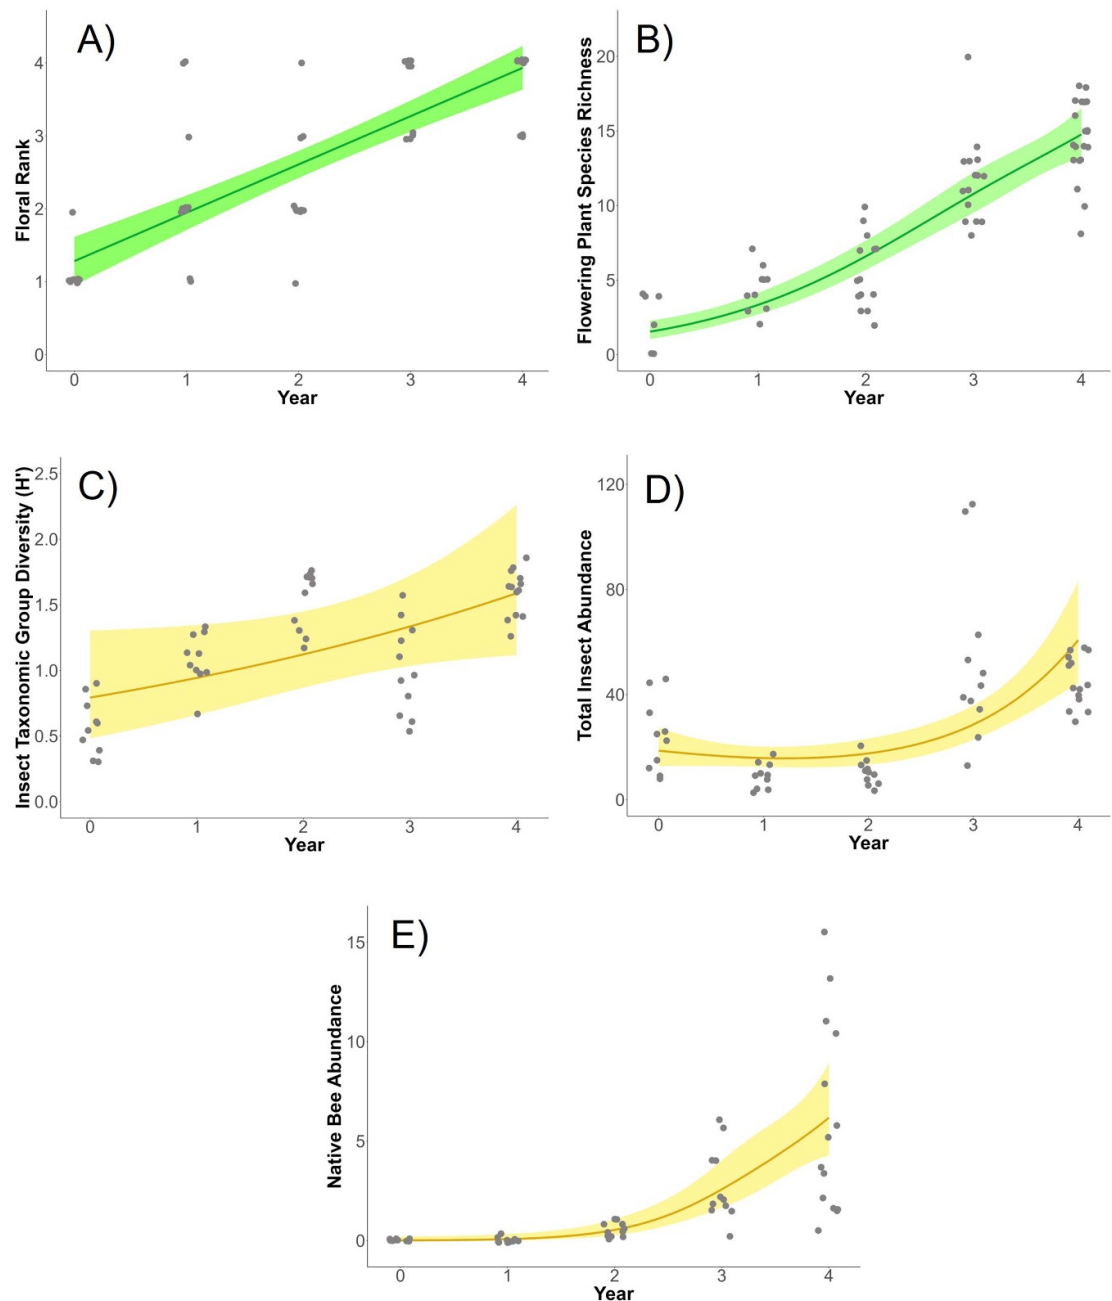 A)
Floral Rank
4
3
2
1
0
0 1 2 3 4
Year
B)
Flowering Plant Species Richness
20
15
10
5
0
0 1 2 3 4
Year
C)
Insect Taxonomic Group Diversity (H')
2.5
2.0
1.5
1.0
0.5
0.0
0 1 2 3 4
Year
D)
Total Insect Abundance
120
80
40
0
0 1 2 3 4
Year
E)
Native Bee Abundance
15
10
5
0
0 1 2 3 4
Year